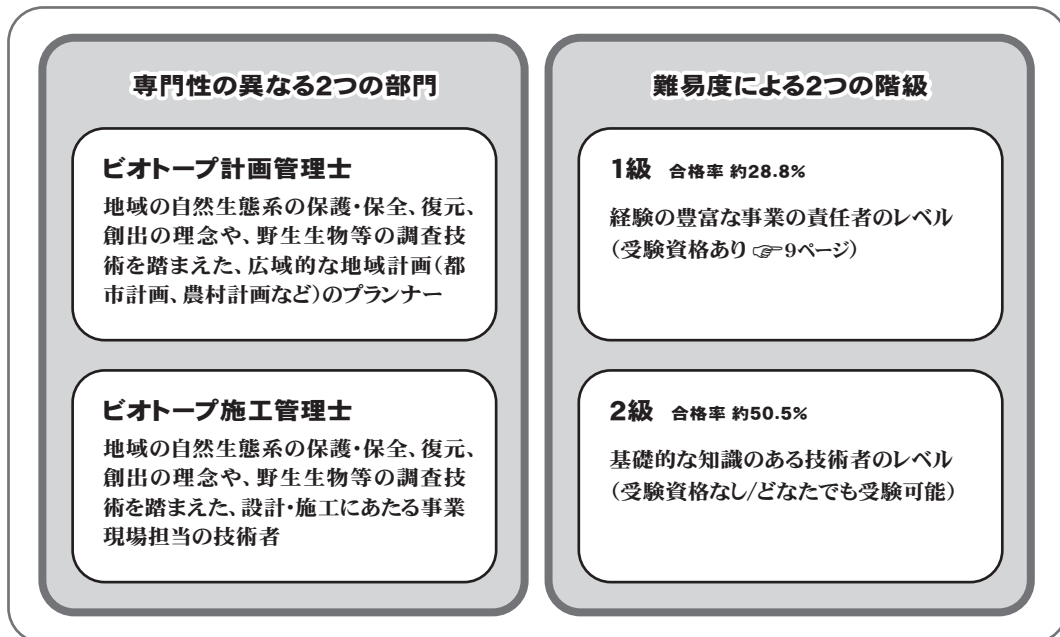 専門性の異なる2つの部門
ビオトープ計画管理士
地域の自然生態系の保護・保全、復元、
創出の理念や、野生生物等の調査技
術を踏まえた、広域的な地域計画（都
市計画、農村計画など）のプランナー
ビオトープ施工管理士
地域の自然生態系の保護・保全、復元、
創出の理念や、野生生物等の調査技
術を踏まえた、設計・施工にあたる事業
現場担当の技術者
難易度による2つの階級
1級 合格率 約28.8%
経験の豊富な事業の責任者のレベル
（受験資格あり ☞9ページ）
2級 合格率 約50.5%
基礎的な知識のある技術者のレベル
（受験資格なし/どなたでも受験可能）